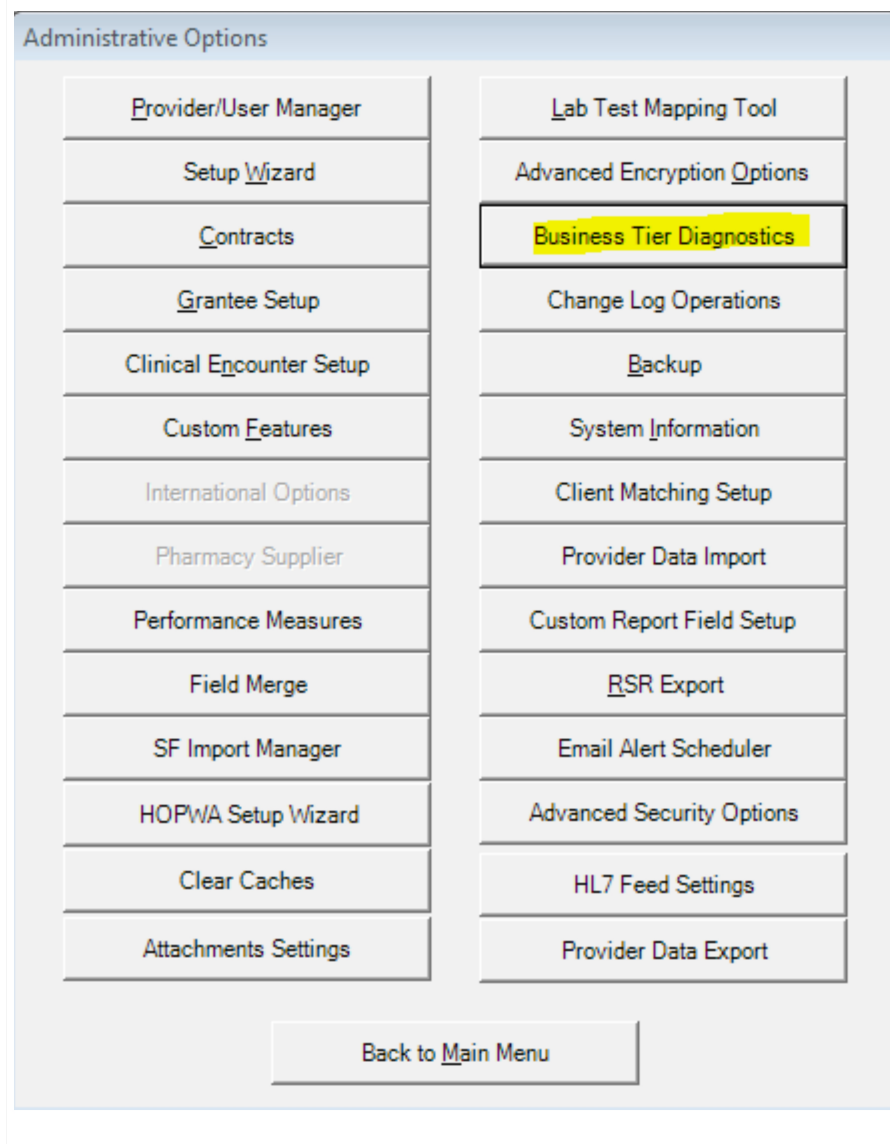 Administrative Options
Provider/User Manager
Setup Wizard
Contracts
Grantee Setup
Clinical Encounter Setup
Custom Features
International Options
Pharmacy Supplier
Performance Measures
Field Merge
SF Import Manager
HOPWA Setup Wizard
Clear Caches
Attachments Settings
Lab Test Mapping Tool
Advanced Encryption Options
Business Tier Diagnostics
Change Log Operations
Backup
System Information
Client Matching Setup
Provider Data Import
Custom Report Field Setup
RSR Export
Email Alert Scheduler
Advanced Security Options
HL7 Feed Settings
Provider Data Export
Back to Main Menu